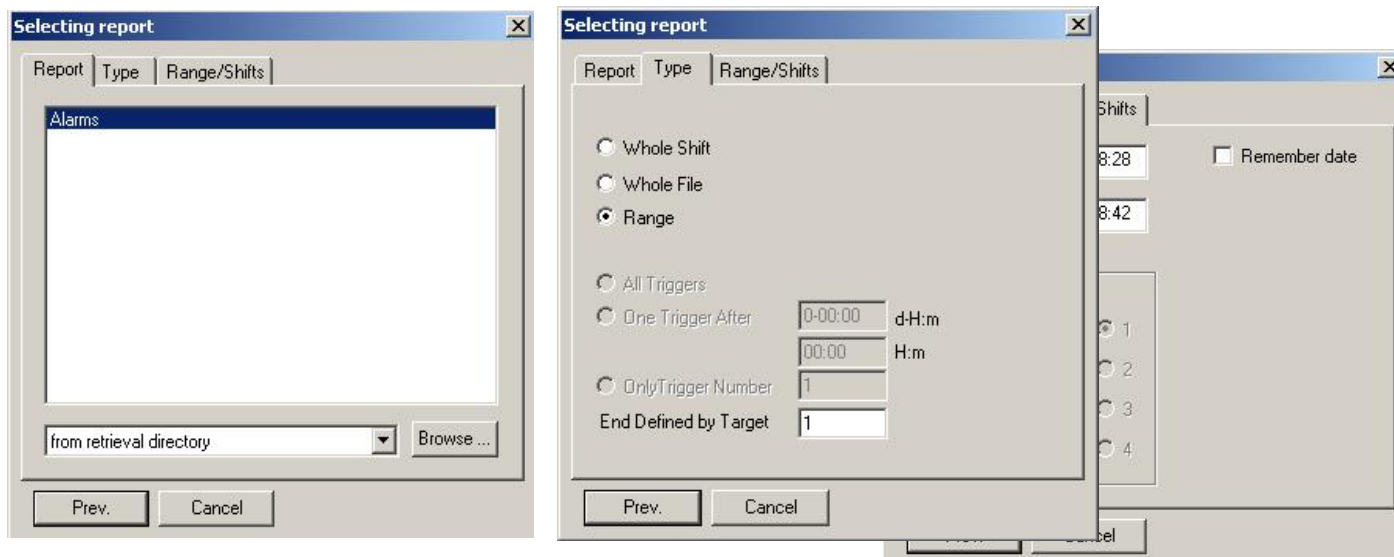 Selecting report
Report Type Range/Shifts
Alarms
from retrieval directory Browse ...
Prev. Cancel
Selecting report
Report Type Range/Shifts
Whole Shift
Whole File
Range
All Triggers
One Trigger After 0-00:00 d-H:m
00:00 H:m
OnlyTrigger Number 1
End Defined by Target 1
Prev. Cancel
Shifts
8:28 Remember date
8:42
1
2
3
4